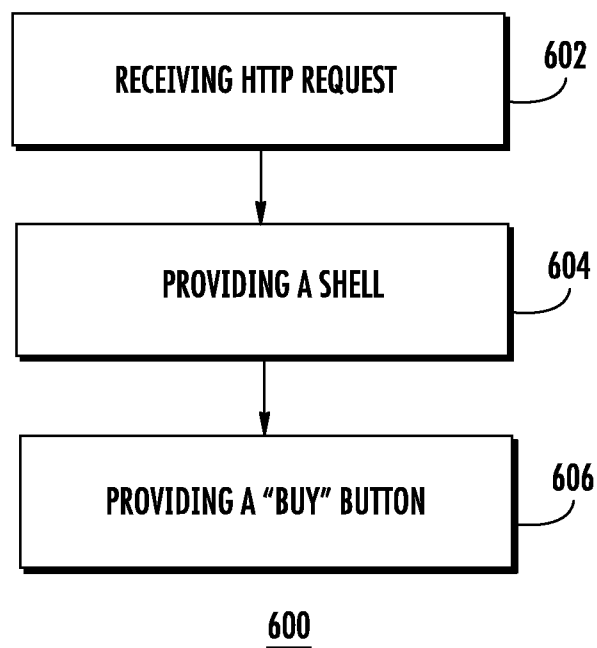 RECEIVING HTTP REQUEST
602
PROVIDING A SHELL
604
PROVIDING A “BUY” BUTTON
606
600